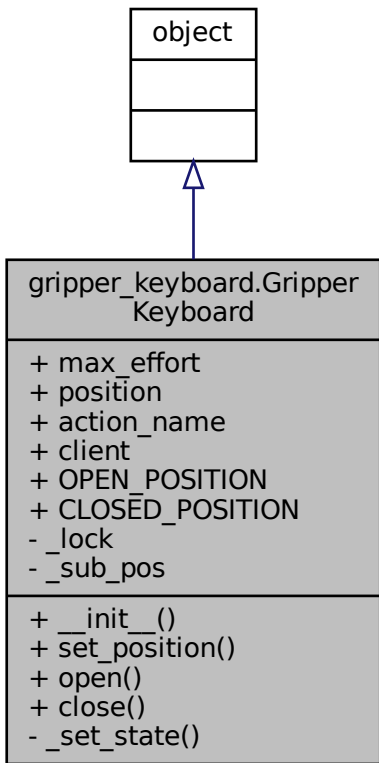 object
gripper_keyboard.Gripper
Keyboard
+ max_effort
+ position
+ action_name
+ client
+ OPEN_POSITION
+ CLOSED_POSITION
- _lock
- _sub_pos
+ __init__()
+ set_position()
+ open()
+ close()
- _set_state()